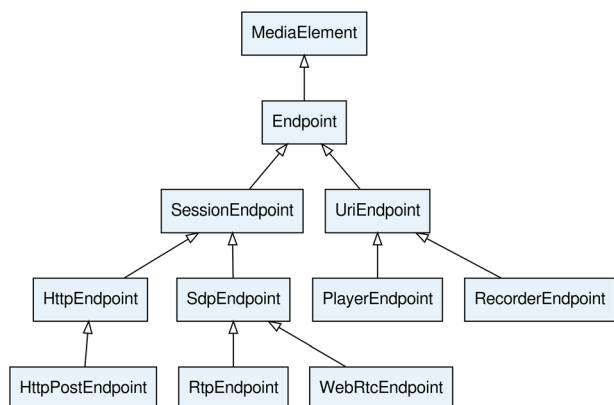 MediaElement
Endpoint
SessionEndpoint
UriEndpoint
HttpEndpoint
SdpEndpoint
PlayerEndpoint
RecorderEndpoint
HttpPostEndpoint
RtpEndpoint
WebRtcEndpoint